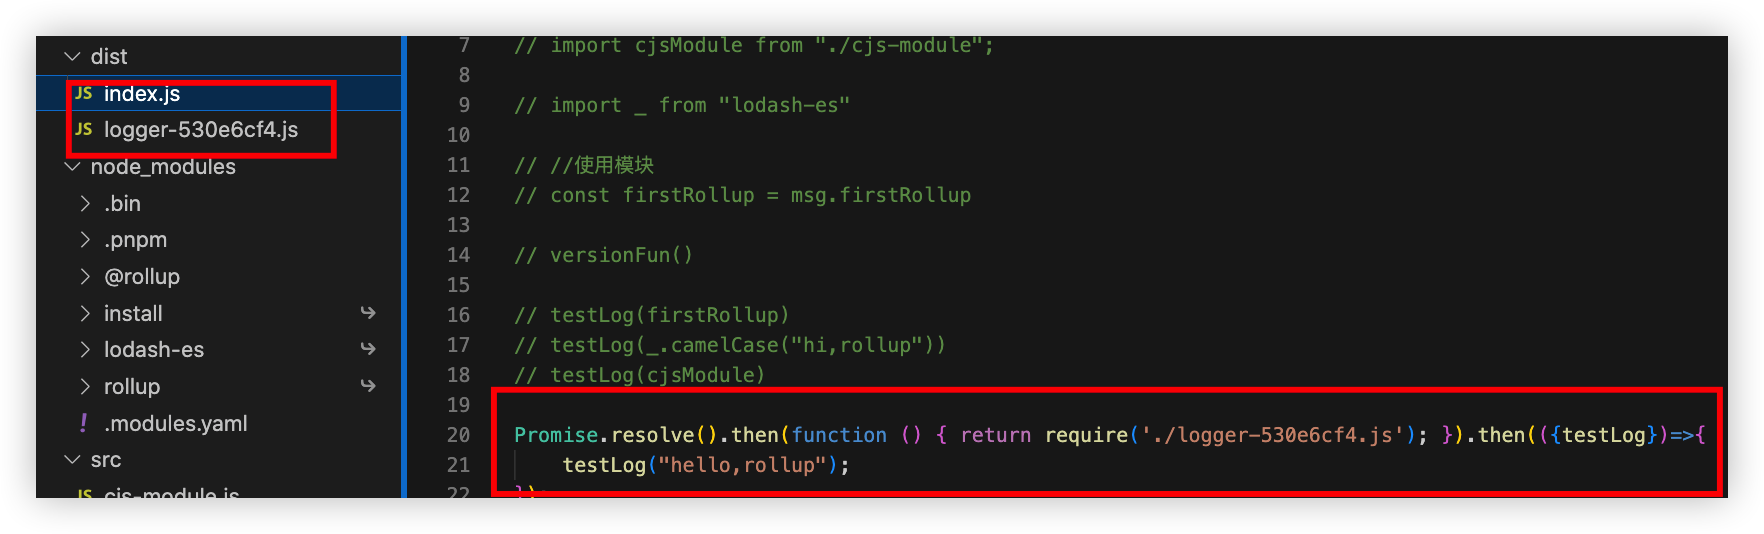 dist
JS index.js
JS logger-530e6cf4.js
node_modules
.bin
.pnpm
@rollup
install
lodash-es
rollup
! .modules.yaml
src
JS cjs-module.js
7 // import cjsModule from "./cjs-module";
8
9 // import _ from "lodash-es"
10
11 // //使用模块
12 // const firstRollup = msg.firstRollup
13
14 // versionFun()
15
16 // testLog(firstRollup)
17 // testLog(_.camelCase("hi,rollup"))
18 // testLog(cjsModule)
19
20 Promise.resolve().then(function () { return require('./logger-530e6cf4.js'); }).then(({testLog})=>{
21 testLog("hello,rollup");
22 });